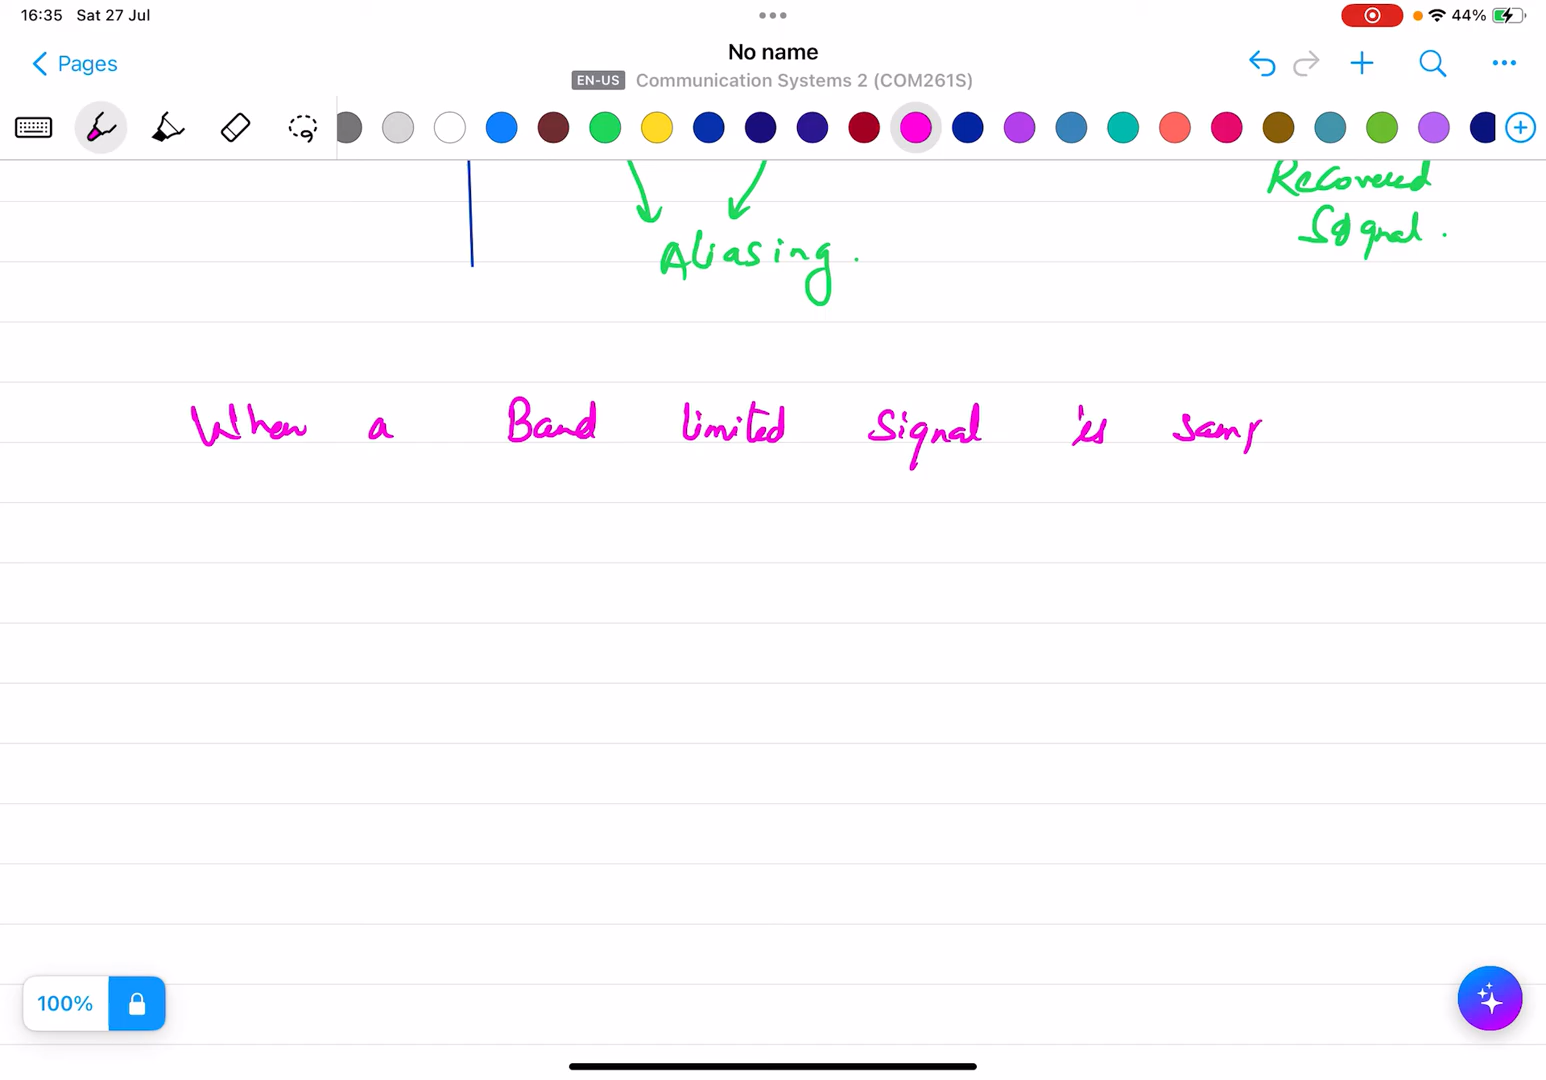 16:35 Sat 27 Jul
44%
Pages
No name
EN-US Communication Systems 2 (COM261S)
Recovered
Signal.
Aliasing.
When a Band limited Signal is samp
100%